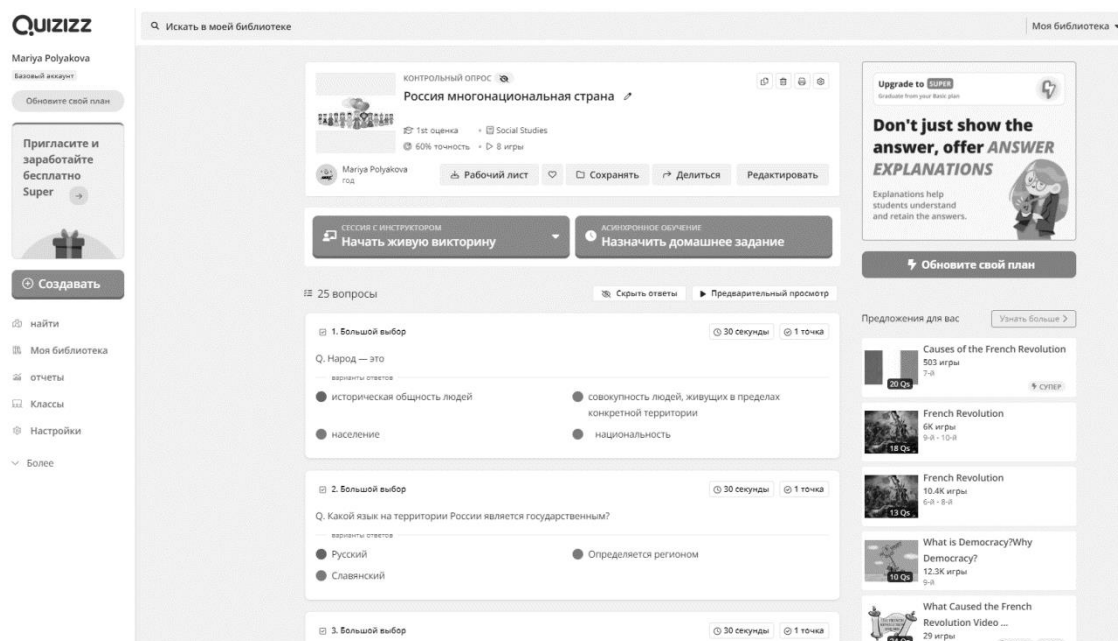 QUIZIZZ
Искать в моей библиотеке
Моя библиотека
Mariya Polyakova
Базовый аккаунт
Обновите свой план
Пригласите и
заработайте
бесплатно
Super
Создавать
найти
Моя библиотека
отчеты
Классы
Настройки
Более
КОНТРОЛЬНЫЙ ОПРОС
Россия многонациональная страна
1st оценка
Social Studies
60% точность
8 игры
Mariya Polyakova
год
Рабочий лист
Сохранять
Делиться
Редактировать
СЕССИЯ С ИНСТРУКТОРОМ
Начать живую викторину
АСИНХРОННОЕ ОБУЧЕНИЕ
Назначить домашнее задание
25 вопросы
Скрыть ответы
Предварительный просмотр
1. Большой выбор
30 секунды
1 точка
Q. Народ — это
варианты ответов
историческая общность людей
совокупность людей, живущих в пределах
конкретной территории
население
национальность
2. Большой выбор
30 секунды
1 точка
Q. Какой язык на территории России является государственным?
варианты ответов
Русский
Определяется регионом
Славянский
3. Большой выбор
30 секунды
1 точка
Upgrade to SUPER
Graduate from your Basic plan
Don't just show the
answer, offer ANSWER
EXPLANATIONS
Explanations help
students understand
and retain the answers.
Обновите свой план
Предложения для вас
Узнать больше
Causes of the French Revolution
503 игры
7-й
20 Qs
СУПЕР
French Revolution
6K игры
9-й - 10-й
18 Qs
French Revolution
10.4K игры
6-й - 8-й
13 Qs
What is Democracy?Why
Democracy?
12.3K игры
9-й
10 Qs
What Caused the French
Revolution Video ...
29 игры